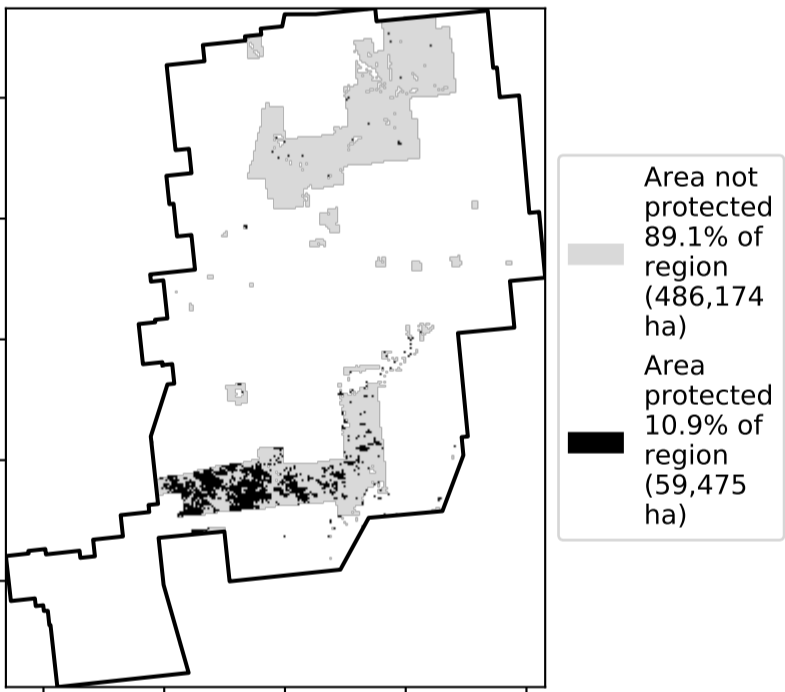 Area not
protected
89.1% of
region
(486,174
ha)
Area
protected
10.9% of
region
(59,475
ha)